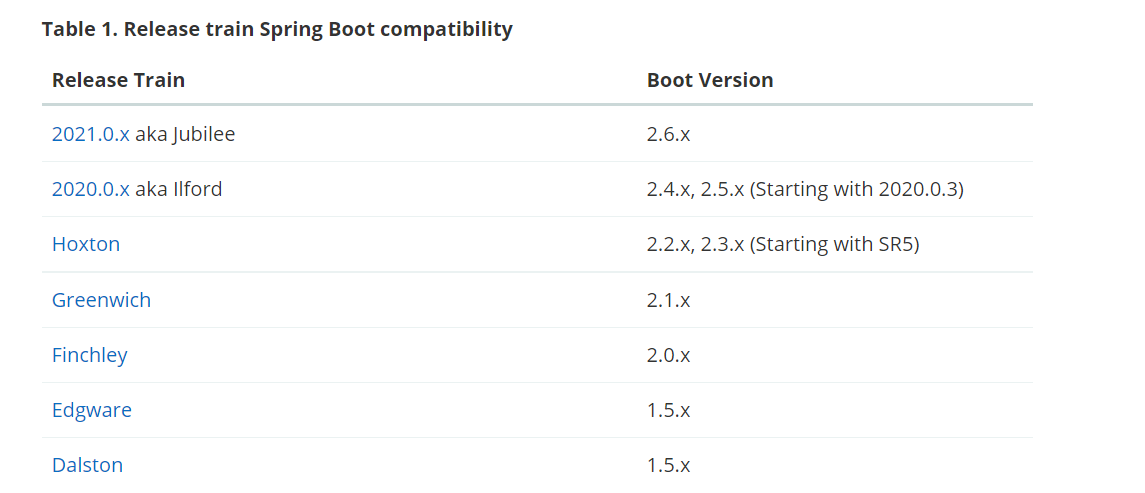 Table 1. Release train Spring Boot compatibility
Release Train Boot Version
2021.0.x aka Jubilee 2.6.x
2020.0.x aka Ilford 2.4.x, 2.5.x (Starting with 2020.0.3)
Hoxton 2.2.x, 2.3.x (Starting with SR5)
Greenwich 2.1.x
Finchley 2.0.x
Edgware 1.5.x
Dalston 1.5.x